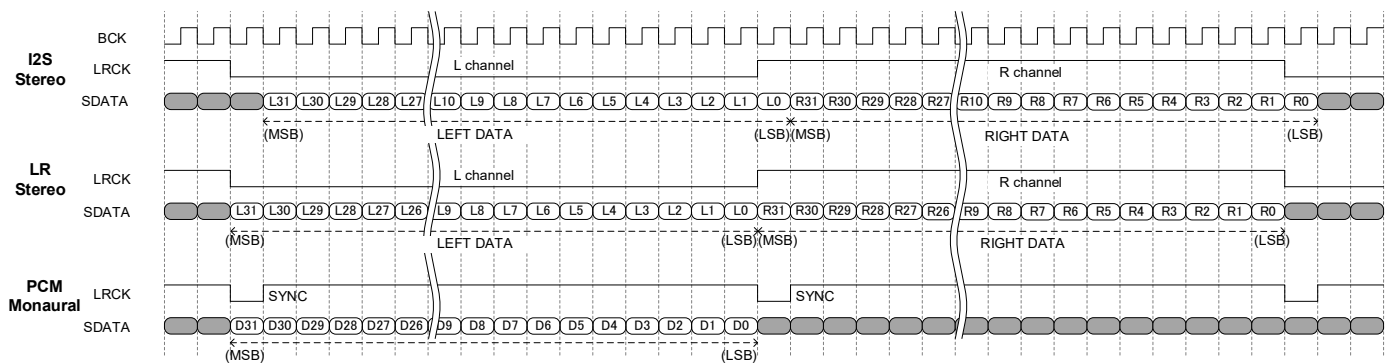 BCK
I2S
Stereo
LRCK
L channel
R channel
SDATA
L31 L30 L29 L28 L27 L10 L9 L8 L7 L6 L5 L4 L3 L2 L1 L0 R31 R30 R29 R28 R27 R10 R9 R8 R7 R6 R5 R4 R3 R2 R1 R0
(MSB) LEFT DATA (LSB) (MSB) RIGHT DATA (LSB)
LR
Stereo
LRCK
L channel
R channel
SDATA
L31 L30 L29 L28 L27 L26 L9 L8 L7 L6 L5 L4 L3 L2 L1 L0 R31 R30 R29 R28 R27 R26 R9 R8 R7 R6 R5 R4 R3 R2 R1 R0
(MSB) LEFT DATA (LSB) (MSB) RIGHT DATA (LSB)
PCM
Monaural
LRCK
SYNC
SYNC
SDATA
D31 D30 D29 D28 D27 D26 D9 D8 D7 D6 D5 D4 D3 D2 D1 D0
(MSB) (LSB)